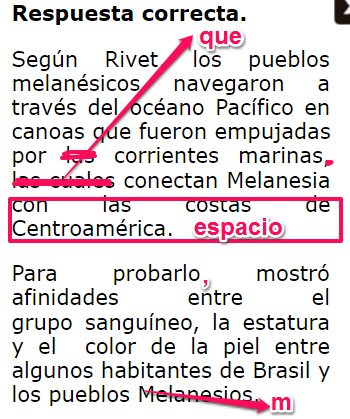 Respuesta correcta.
que
Según Rivet los pueblos
melanésicos navegaron a
través del océano Pacífico en
canoas que fueron empujadas
por las corrientes marinas,
las cuales conectan Melanesia
con las costas de
Centroamérica. espacio
Para probarlo, mostró
afinidades entre el
grupo sanguíneo, la estatura
y el color de la piel entre
algunos habitantes de Brasil y
los pueblos Melanesios. m